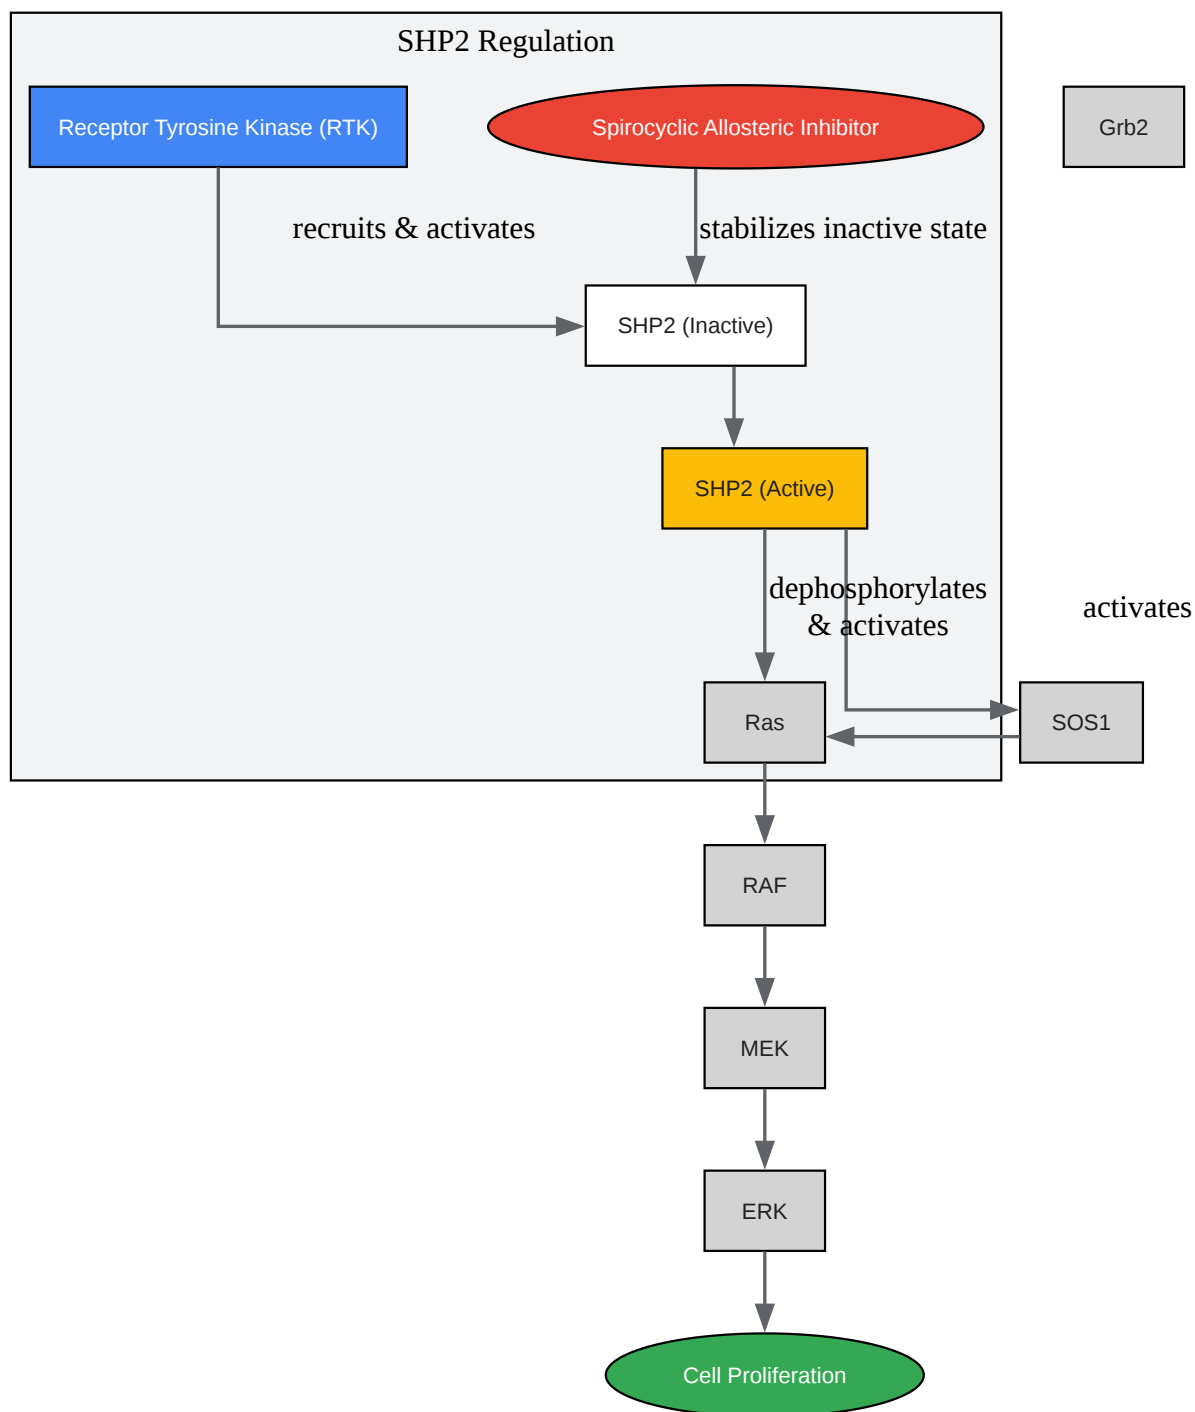 SHP2 Regulation
Receptor Tyrosine Kinase (RTK)
Spirocyclic Allosteric Inhibitor
Grb2
recruits & activates
stabilizes inactive state
SHP2 (Inactive)
SHP2 (Active)
dephosphorylates
& activates
activates
Ras
SOS1
RAF
MEK
ERK
Cell Proliferation